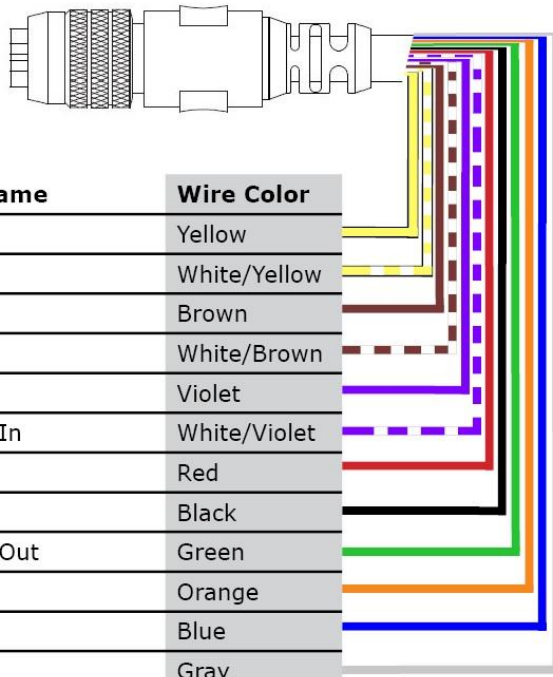 ame Wire Color
Yellow
White/Yellow
Brown
White/Brown
Violet
In White/Violet
Red
Black
Out Green
Orange
Blue
Gray